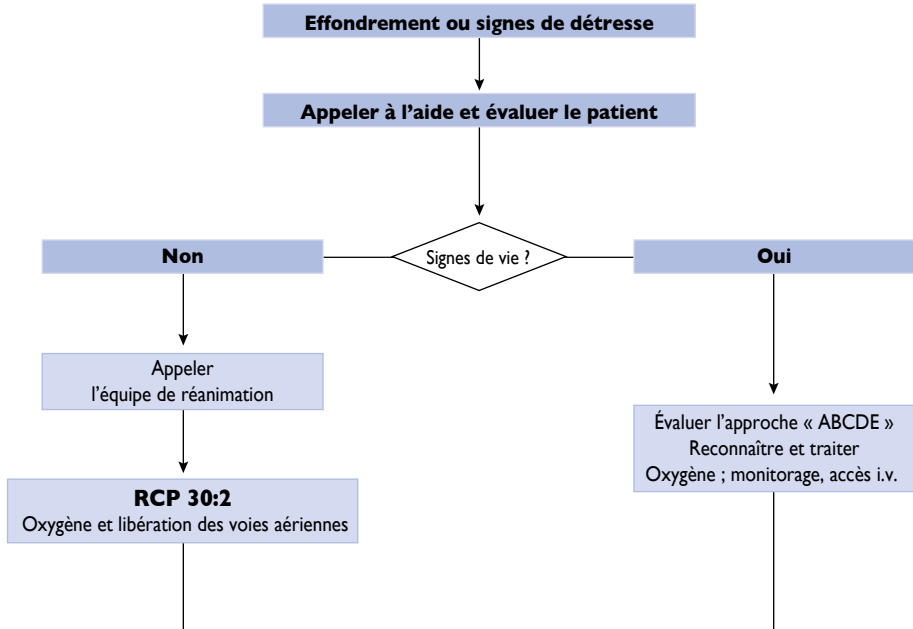 Effondrement ou signes de détresse
Appeler à l'aide et évaluer le patient
Signes de vie ?
Non
Oui
Appeler
l'équipe de réanimation
RCP 30:2
Oxygène et libération des voies aériennes
Évaluer l'approche « ABCDE »
Reconnaître et traiter
Oxygène ; monitorage, accès i.v.